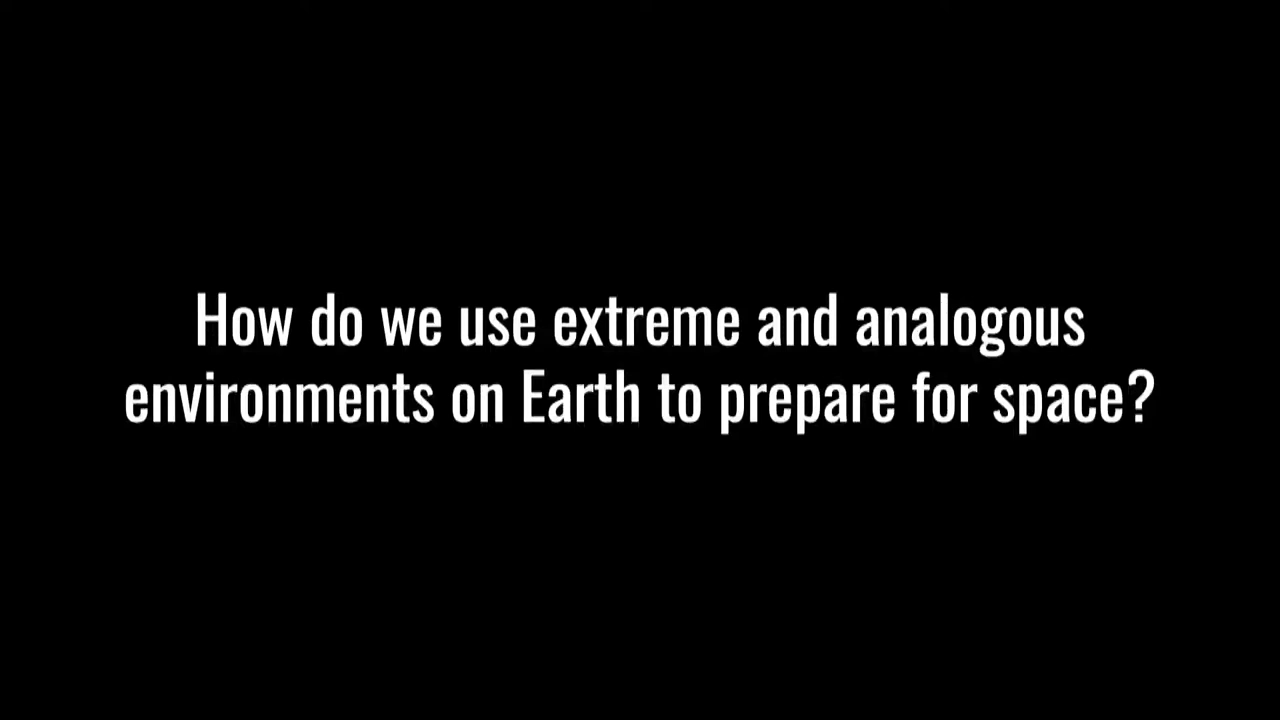 How do we use extreme and analogous
environments on Earth to prepare for space?